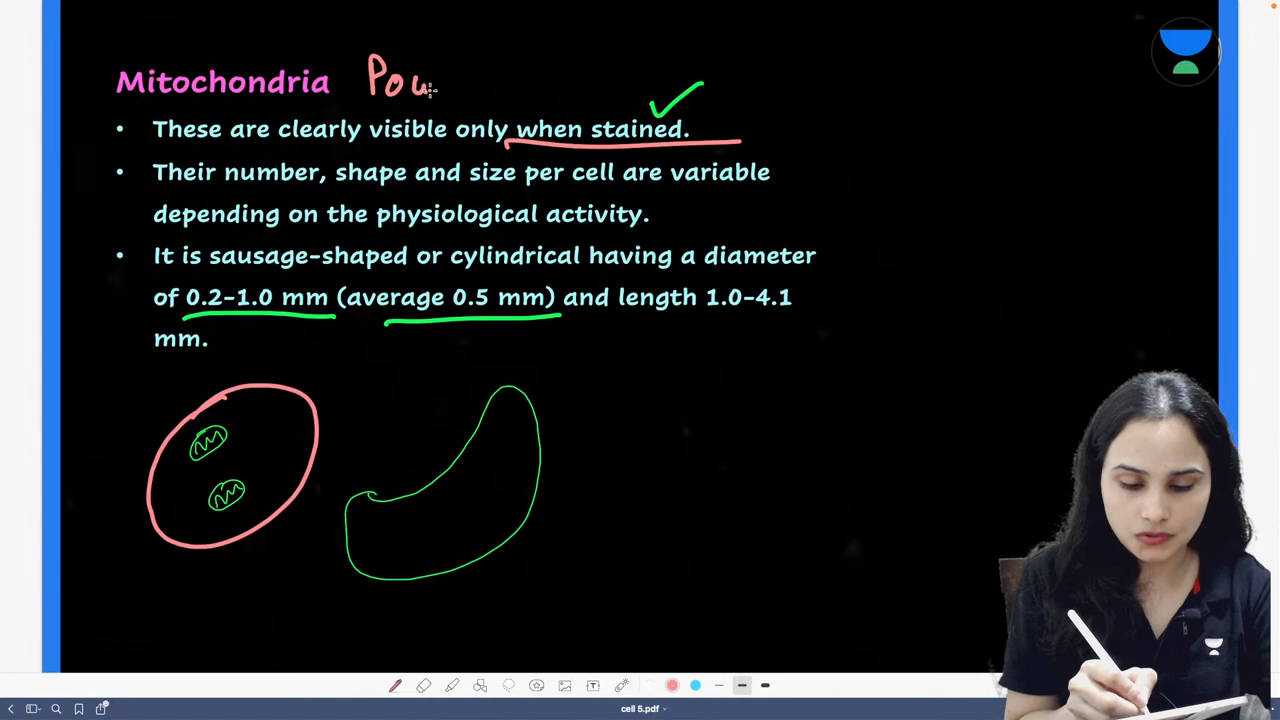 Mitochondria Pow
• These are clearly visible only when stained.
• Their number, shape and size per cell are variable
depending on the physiological activity.
• It is sausage-shaped or cylindrical having a diameter
of 0.2-1.0 mm (average 0.5 mm) and length 1.0-4.1
mm.
cell 5.pdf